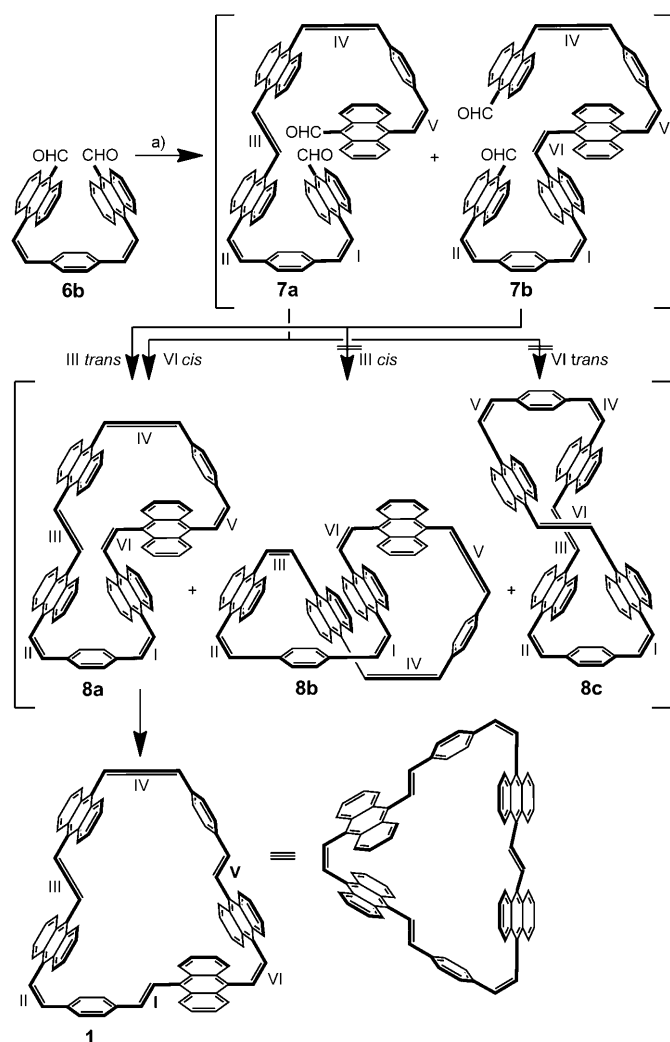 IV
IV
III
OHC
V
OHC
V
OHC CHO
a)
CHO
+
CHO
VI
II
I
II
I
6b
7a
7b
III trans
VI cis
III cis
VI trans
V
IV
IV
III
VI
V
VI
III
V
VI
III
+
+
II
I
II
IV
I
II
I
8a
8b
8c
IV
III
V
II
I
VI
1